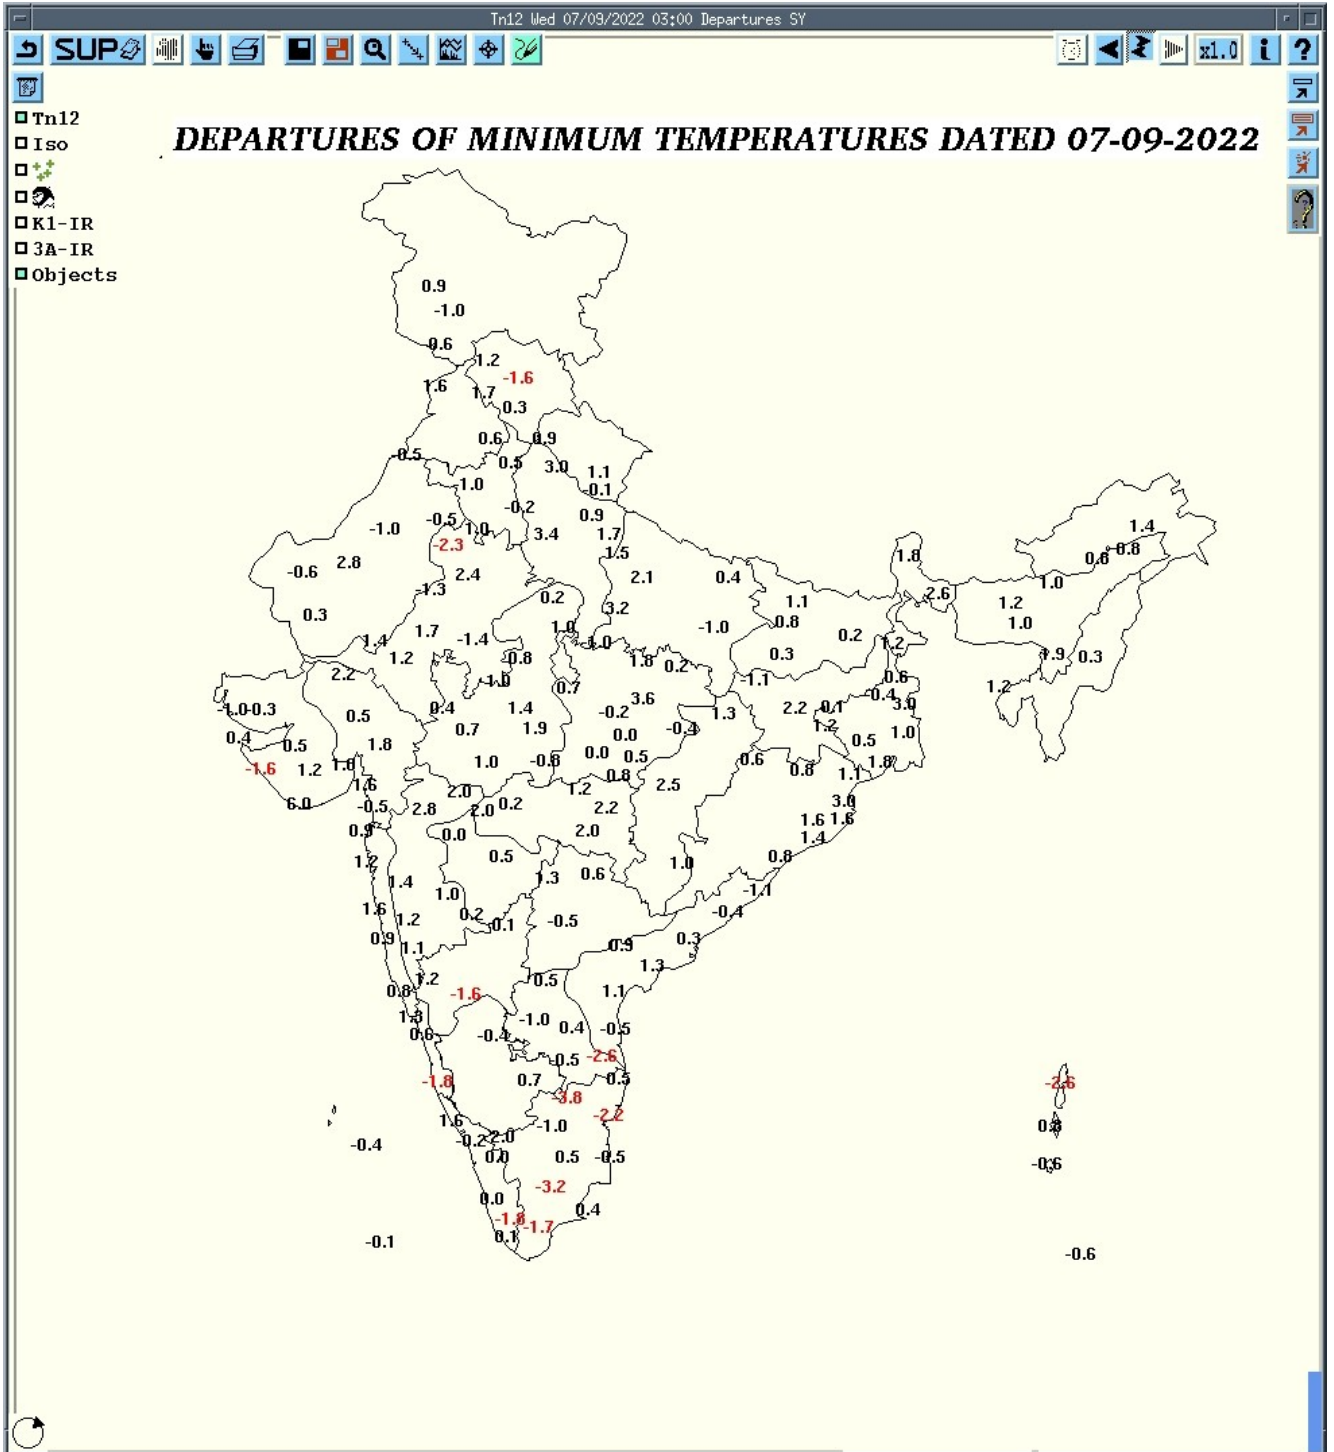 Tn12 Wed 07/09/2022 03:00 Departures SY
SUP x1.0 i ?
Tn12
DEPARTURES OF MINIMUM TEMPERATURES DATED 07-09-2022
Iso
K1-IR
3A-IR
Objects
0.9
-1.0
0.6
1.2
1.6 1.7 -1.6
0.3
0.6 0.9
-0.5 0.5 3.0 1.1
1.0 -0.1
-0.2 0.9
-1.0 -0.5 1.0 3.4 1.7 1.4
-2.3 1.5 1.8 0.8
-0.6 2.8 2.4 2.1 0.4 1.0
-1.3 0.2 1.1 2.6 1.2
0.3 3.2 0.8 1.0
1.4 1.7 -1.4 1.0 -1.0 -1.0 0.2 1.2
1.2 0.8 1.8 0.2 0.3 1.9 0.3
2.2 0.7 -1.1 0.6 1.2
-1.0 -0.3 0.5 0.4 1.4 -0.2 3.6 1.3 2.2 0.1 -0.4 3.0
0.4 0.5 1.8 0.7 1.9 0.0 -0.4 1.2 0.5 1.0
-1.6 1.2 1.0 1.0 -0.8 0.0 0.5 0.6 0.8 1.1 1.8
1.6 2.0 1.2 0.8 2.5
6.0 -0.5 2.8 2.0 0.2 2.2 3.0
0.9 0.0 2.0 1.6 1.6
1.4
1.2 0.5 1.0 0.8
1.4 1.0 1.3 0.6 -1.1
1.6 1.2 0.2 0.1 -0.5 -0.4
0.9 1.1 0.9 0.3
1.2 0.5 1.3
0.8 -1.6 1.1
1.3 -1.0 0.4 -0.5
0.6 -0.4
-0.5 -2.6
-1.8 0.7 0.5 -2.6
-3.8
1.6 -1.0 -2.2
-0.4 -0.2 2.0
0.0 0.5 -0.5 -0.6
-3.2
0.0 0.4
-1.8 -1.7
-0.1 0.1
-0.6